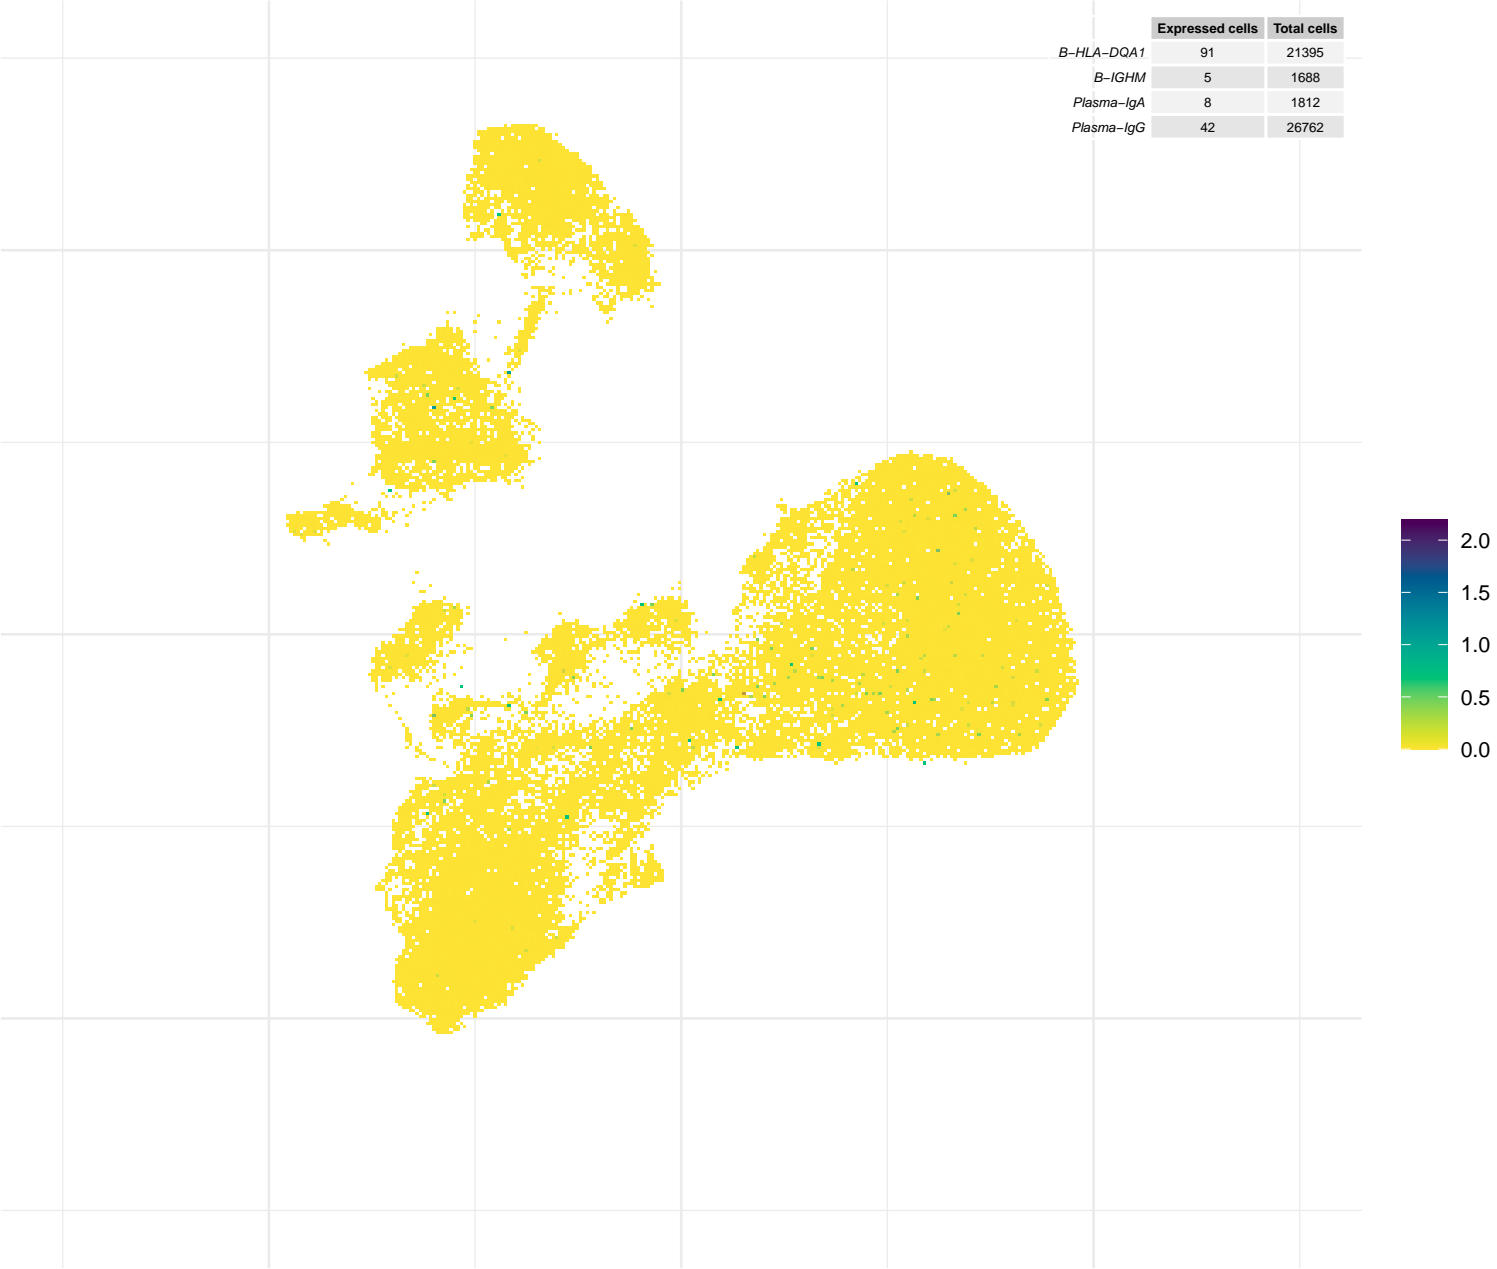 Expressed cells Total cells
B−HLA−DQA1 91 21395
B−IGHM 5 1688
Plasma−IgA 8 1812
Plasma−IgG 42 26762
2.0
1.5
1.0
0.5
0.0